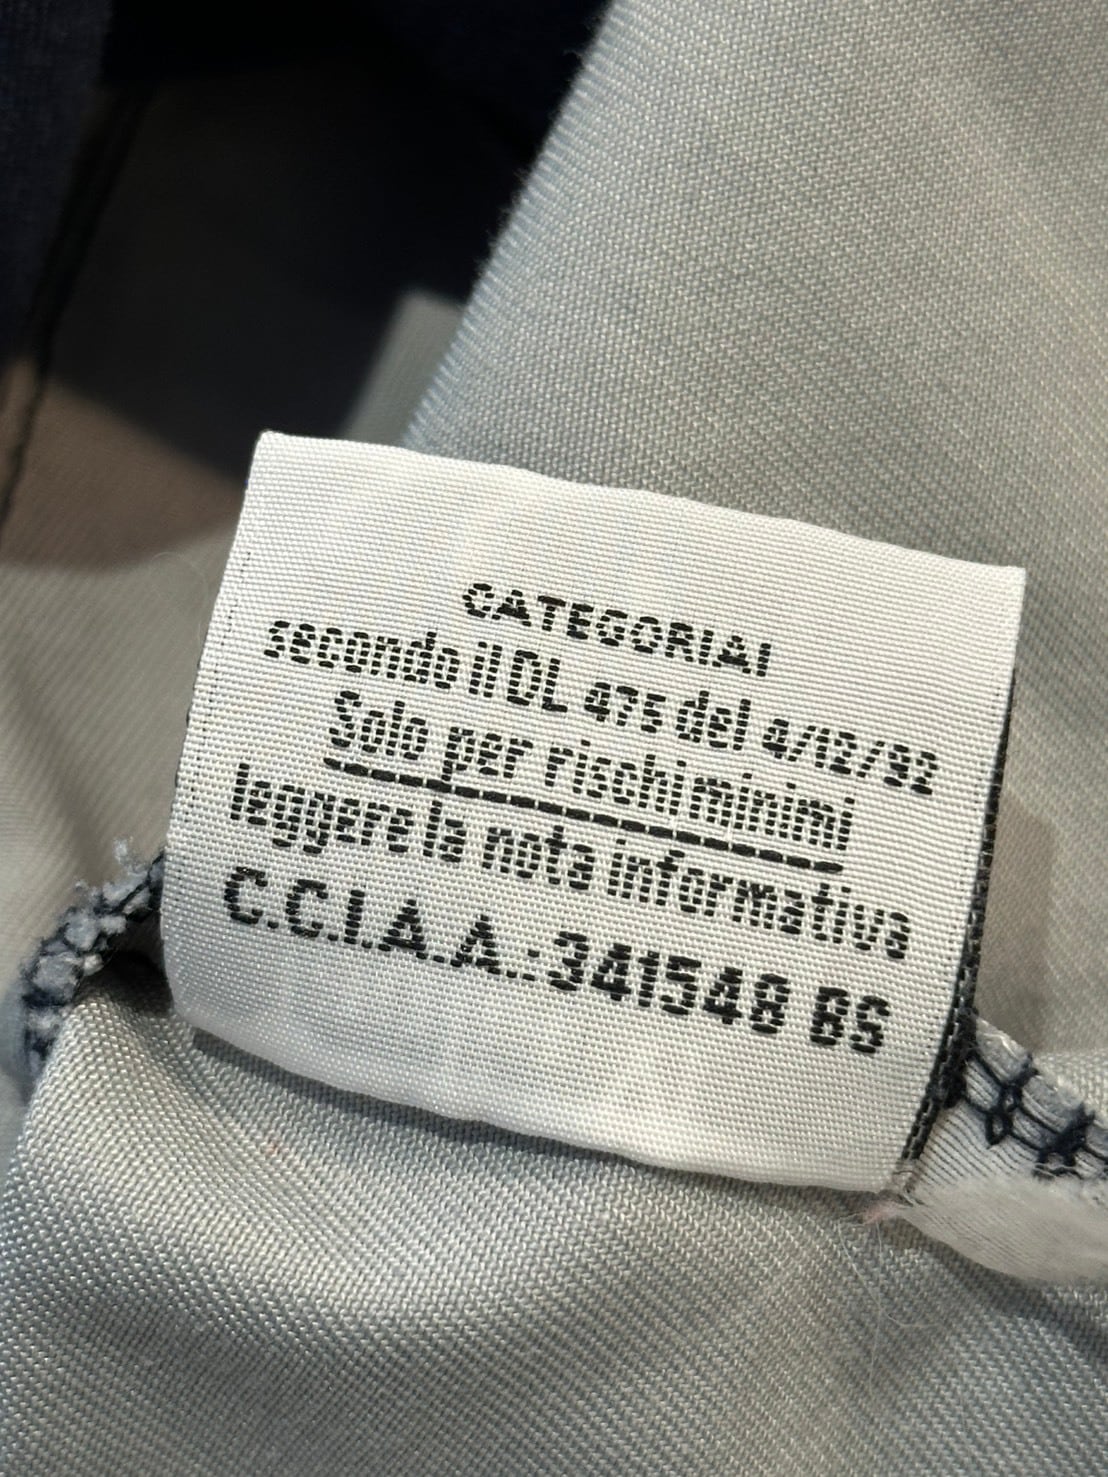 CATEGORIA I
secondo il DL 475 del 4/12/92
Solo per rischi minimi
leggere la nota informativa
C.C.I.A.A.:341548 BS